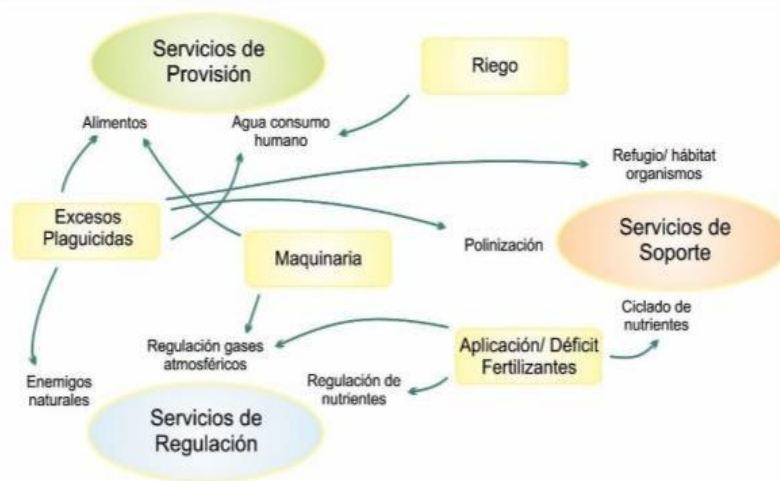 Servicios de
Provisión
Riego
Alimentos
Agua consumo
humano
Refugio/ hábitat
organismos
Excesos
Plaguicidas
Maquinaria
Polinización
Servicios de
Soporte
Ciclado de
nutrientes
Regulación gases
atmosféricos
Aplicación/ Déficit
Fertilizantes
Enemigos
naturales
Regulación de
nutrientes
Servicios de
Regulación